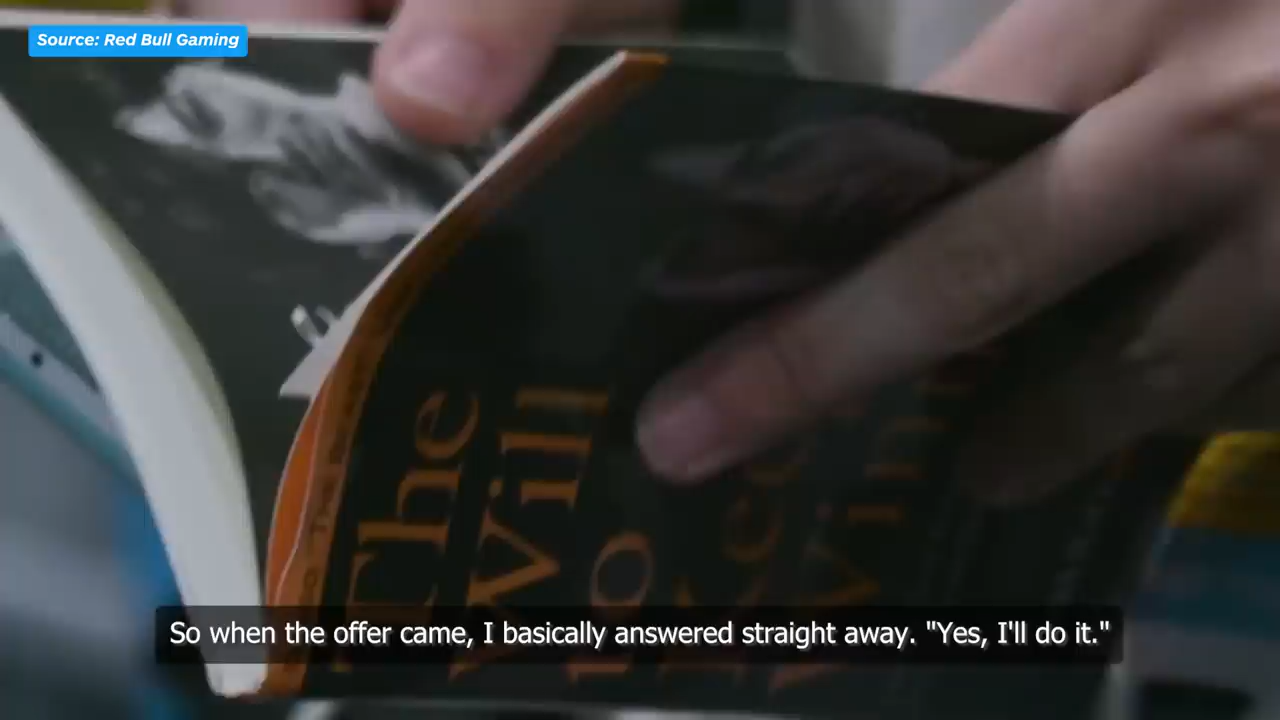 Source: Red Bull Gaming
The
Will
to
So when the offer came, I basically answered straight away. "Yes, I'll do it."